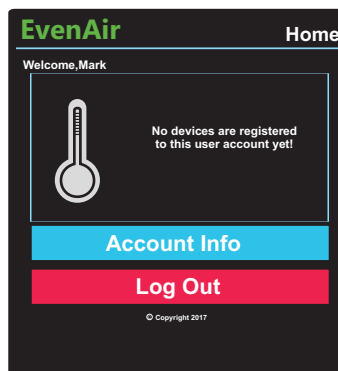 EvenAir
Home
Welcome,Mark
No devices are registered
to this user account yet!
Account Info
Log Out
© Copyright 2017